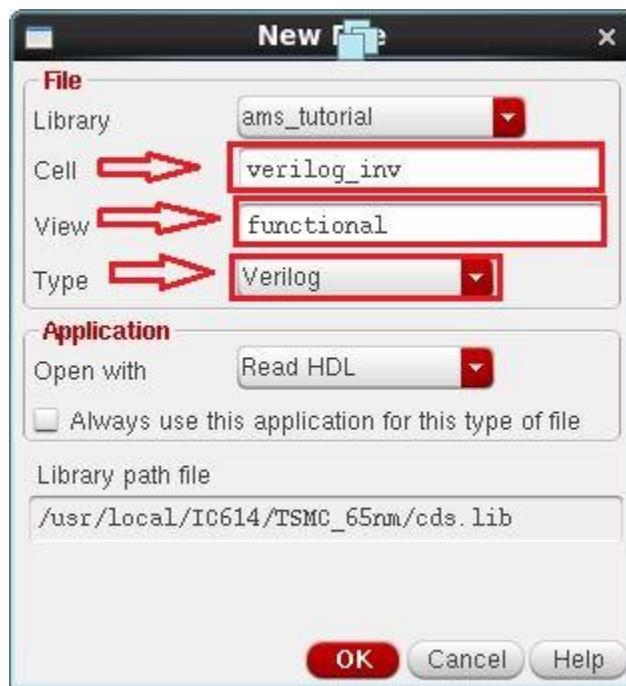 New
File
Library ams_tutorial
Cell verilog_inv
View functional
Type Verilog
Application
Open with Read HDL
Always use this application for this type of file
Library path file
/usr/local/IC614/TSMC_65nm/cds.lib
OK Cancel Help